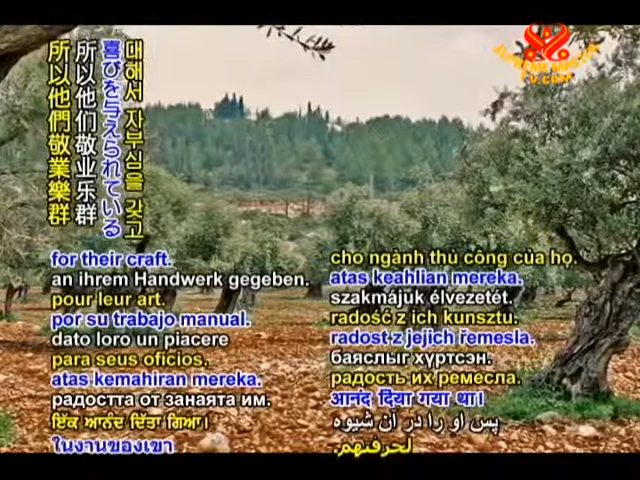 SUPREME MASTER
TV.COM
所以他們敬業樂群
所以他们敬业乐群
喜びを与えられている
대해서 자부심을 갖고
for their craft.
an ihrem Handwerk gegeben.
pour leur art.
por su trabajo manual.
dato loro un piacere
para seus ofícios.
atas kemahiran mereka.
радостта от занаята им.
ਇੱਕ ਆਨੰਦ ਦਿੱਤਾ ਗਿਆ।
ในงานของเขา
cho ngành thủ công của họ.
atas keahlian mereka.
szakmájuk élvezetét.
radość z ich kunsztu.
radost z jejich řemesla.
баяслыг хүртсэн.
радость их ремесла.
आनंद दिया गया था।
پس او را در آن شیوه
لحرفتهم.